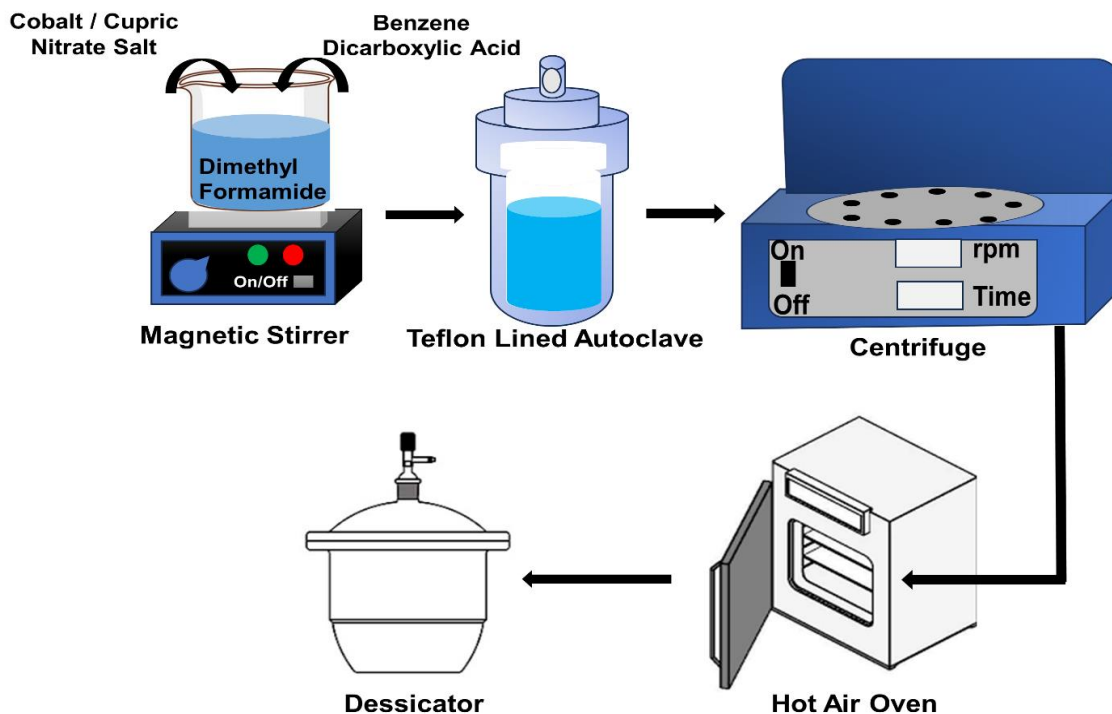 Cobalt / Cupric
Nitrate Salt
Benzene
Dicarboxylic Acid
Dimethyl
Formamide
On/Off
Magnetic Stirrer
Teflon Lined Autoclave
On
Off
rpm
Time
Centrifuge
Dessicator
Hot Air Oven